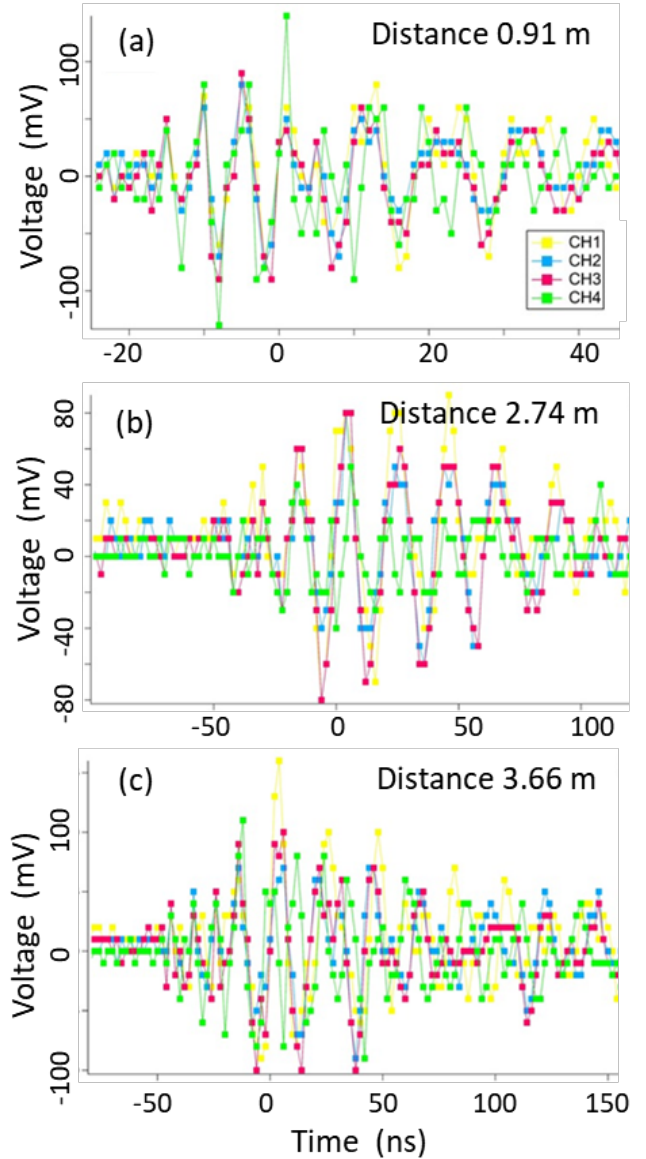 (a) Distance 0.91 m
Voltage (mV)
100
0
-100
CH1
CH2
CH3
CH4
-20 0 20 40
(b) Distance 2.74 m
Voltage (mV)
80
40
0
-40
-80
-50 0 50 100
(c) Distance 3.66 m
Voltage (mV)
100
0
-100
-50 0 50 100 150
Time (ns)